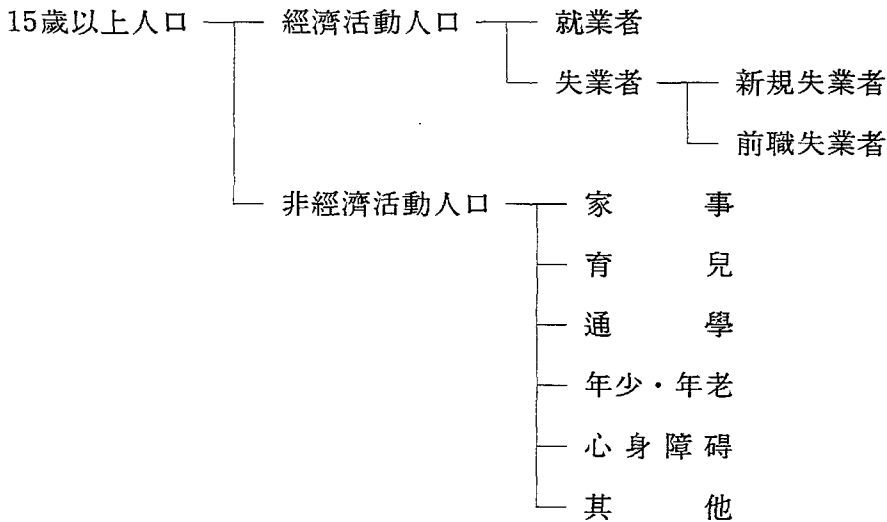 15歲以上人口 經濟活動人口 就業者
失業者 新規失業者
前職失業者
非經濟活動人口 家 事
育 兒
通 學
年少·年老
心身障碍
其 他